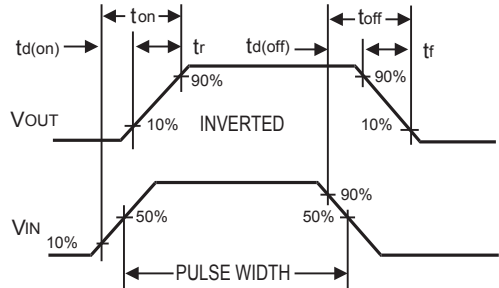 ton
toff
td(on)
tr
td(off)
tf
90%
90%
VOUT
10%
INVERTED
10%
90%
VIN
50%
50%
10%
PULSE WIDTH